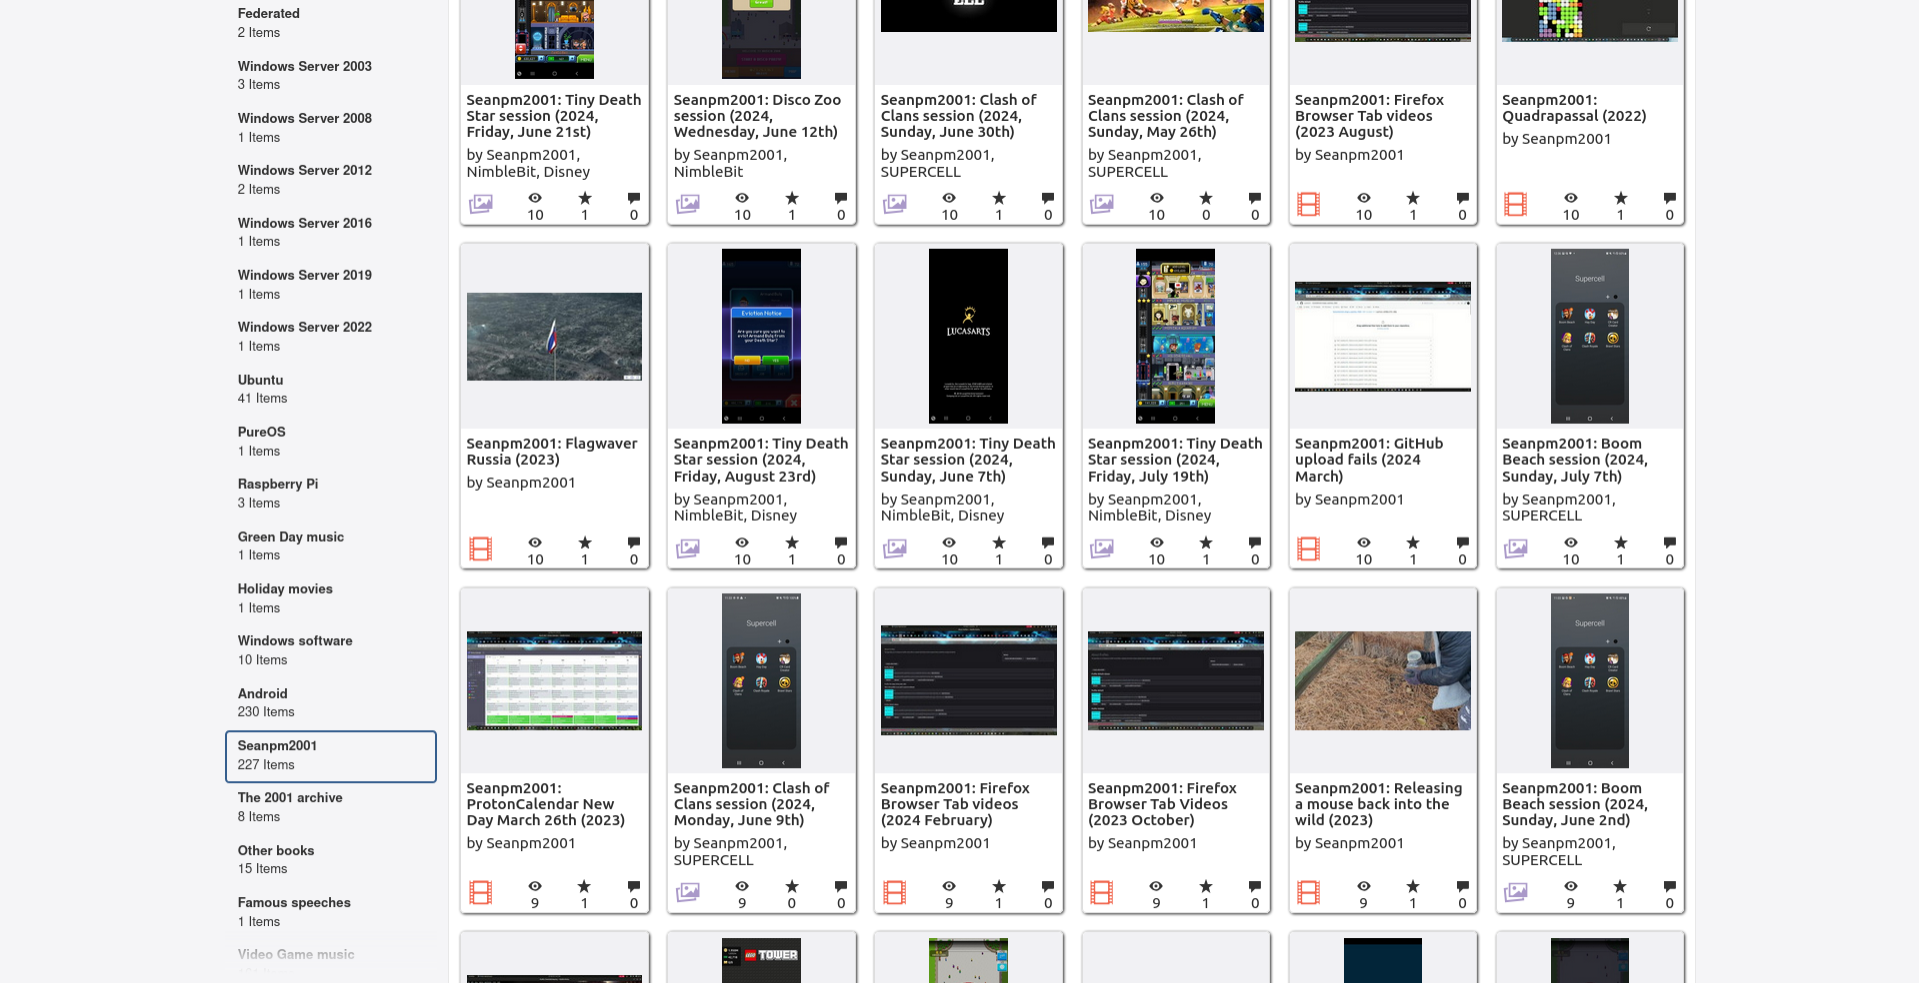 Federated
2 Items
Windows Server 2003
3 Items
Windows Server 2008
1 Items
Windows Server 2012
2 Items
Windows Server 2016
1 Items
Windows Server 2019
1 Items
Windows Server 2022
1 Items
Ubuntu
41 Items
PureOS
1 Items
Raspberry Pi
3 Items
Green Day music
1 Items
Holiday movies
1 Items
Windows software
10 Items
Android
230 Items
Seanpm2001
227 Items
The 2001 archive
8 Items
Other books
15 Items
Famous speeches
1 Items
Video Game music
Seanpm2001: Tiny Death
Star session (2024,
Friday, June 21st)
by Seanpm2001,
NimbleBit, Disney
10 1 0
Seanpm2001: Disco Zoo
session (2024,
Wednesday, June 12th)
by Seanpm2001,
NimbleBit
10 1 0
Seanpm2001: Clash of
Clans session (2024,
Sunday, June 30th)
by Seanpm2001,
SUPERCELL
10 1 0
Seanpm2001: Clash of
Clans session (2024,
Sunday, May 26th)
by Seanpm2001,
SUPERCELL
10 0 0
Seanpm2001: Firefox
Browser Tab videos
(2023 August)
by Seanpm2001
10 1 0
Seanpm2001:
Quadrapassal (2022)
by Seanpm2001
10 1 0
Seanpm2001: Flagwaver
Russia (2023)
by Seanpm2001
10 1 0
Eviction Notice
Seanpm2001: Tiny Death
Star session (2024,
Friday, August 23rd)
by Seanpm2001,
NimbleBit, Disney
10 1 0
LUCASARTS
Seanpm2001: Tiny Death
Star session (2024,
Sunday, June 7th)
by Seanpm2001,
NimbleBit, Disney
10 1 0
Seanpm2001: Tiny Death
Star session (2024,
Friday, July 19th)
by Seanpm2001,
NimbleBit, Disney
10 1 0
Seanpm2001: GitHub
upload fails (2024
March)
by Seanpm2001
10 1 0
Supercell
Seanpm2001: Boom
Beach session (2024,
Sunday, July 7th)
by Seanpm2001,
SUPERCELL
10 1 0
Seanpm2001:
ProtonCalendar New
Day March 26th (2023)
by Seanpm2001
9 1 0
Supercell
Seanpm2001: Clash of
Clans session (2024,
Monday, June 9th)
by Seanpm2001,
SUPERCELL
9 0 0
Seanpm2001: Firefox
Browser Tab videos
(2024 February)
by Seanpm2001
9 1 0
Seanpm2001: Firefox
Browser Tab Videos
(2023 October)
by Seanpm2001
9 1 0
Seanpm2001: Releasing
a mouse back into the
wild (2023)
by Seanpm2001
9 1 0
Supercell
Seanpm2001: Boom
Beach session (2024,
Sunday, June 2nd)
by Seanpm2001,
SUPERCELL
9 1 0
LEGO TOWER